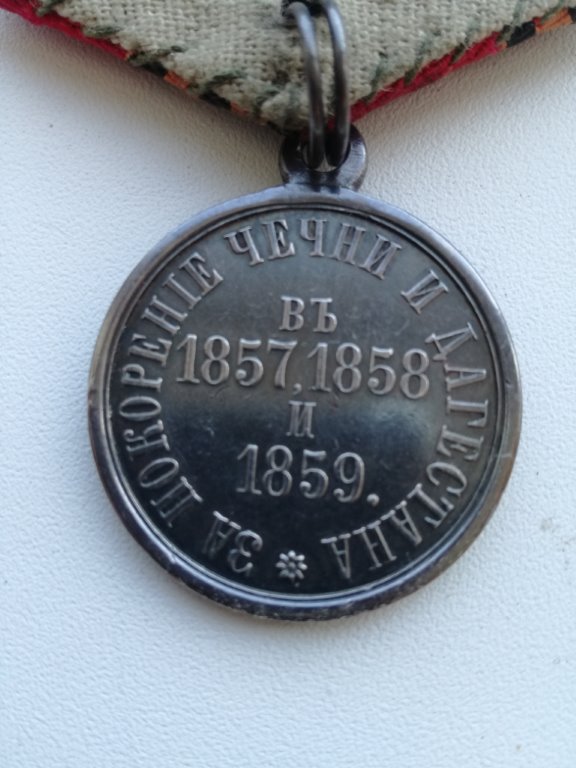 ЗА ПОКОРЕНІЕ ЧЕЧНИ И ДАГЕСТАНА
ВЪ
1857, 1858
И
1859.